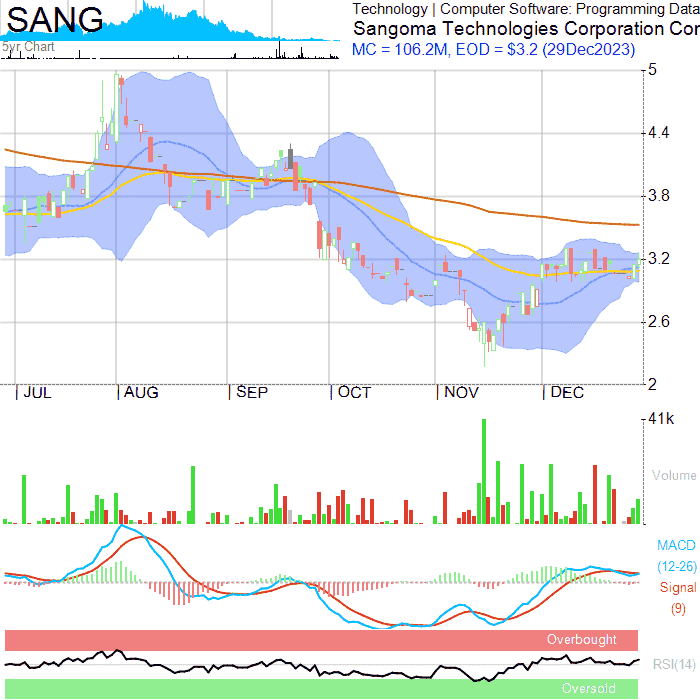 SANG
5yr Chart
Technology | Computer Software: Programming Data
Sangoma Technologies Corporation Cor
MC = 106.2M, EOD = $3.2 (29Dec2023)
5
4.4
3.8
3.2
2.6
2
|JUL |AUG |SEP |OCT |NOV |DEC
41k
Volume
MACD
(12-26)
Signal
(9)
Overbought
RSI(14)
Oversold